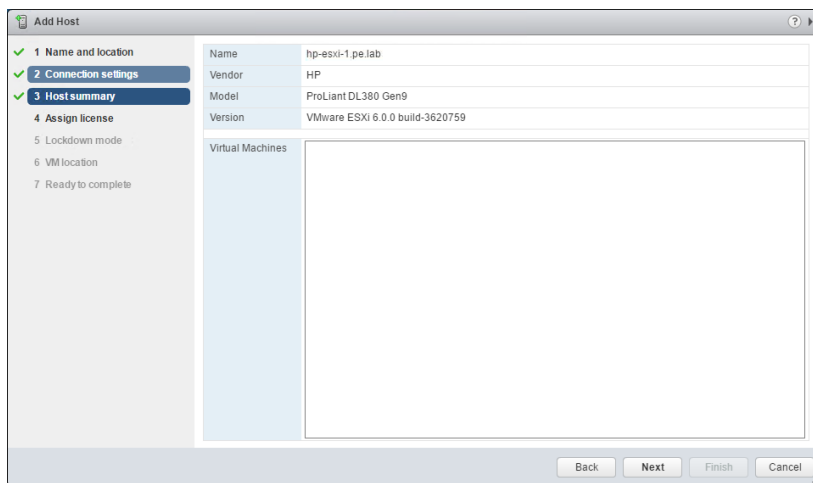 Add Host
?
1 Name and location
2 Connection settings
3 Host summary
4 Assign license
5 Lockdown mode
6 VM location
7 Ready to complete
Name hp-esxi-1.pe.lab
Vendor HP
Model ProLiant DL380 Gen9
Version VMware ESXi 6.0.0 build-3620759
Virtual Machines
Back Next Finish Cancel